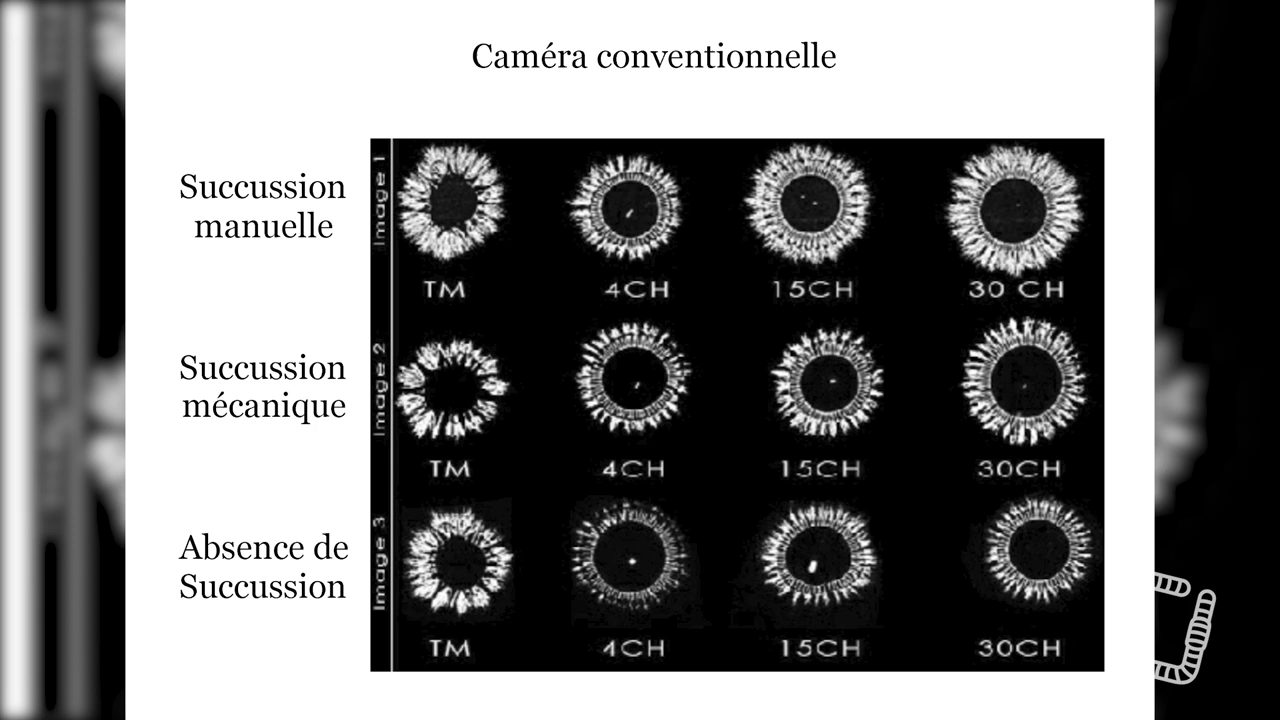 Caméra conventionnelle
Succussion
manuelle
Image 1
TM
4CH
15CH
30 CH
Succussion
mécanique
Image 2
TM
4CH
15CH
30CH
Absence de
Succussion
Image 3
TM
4CH
15CH
30CH